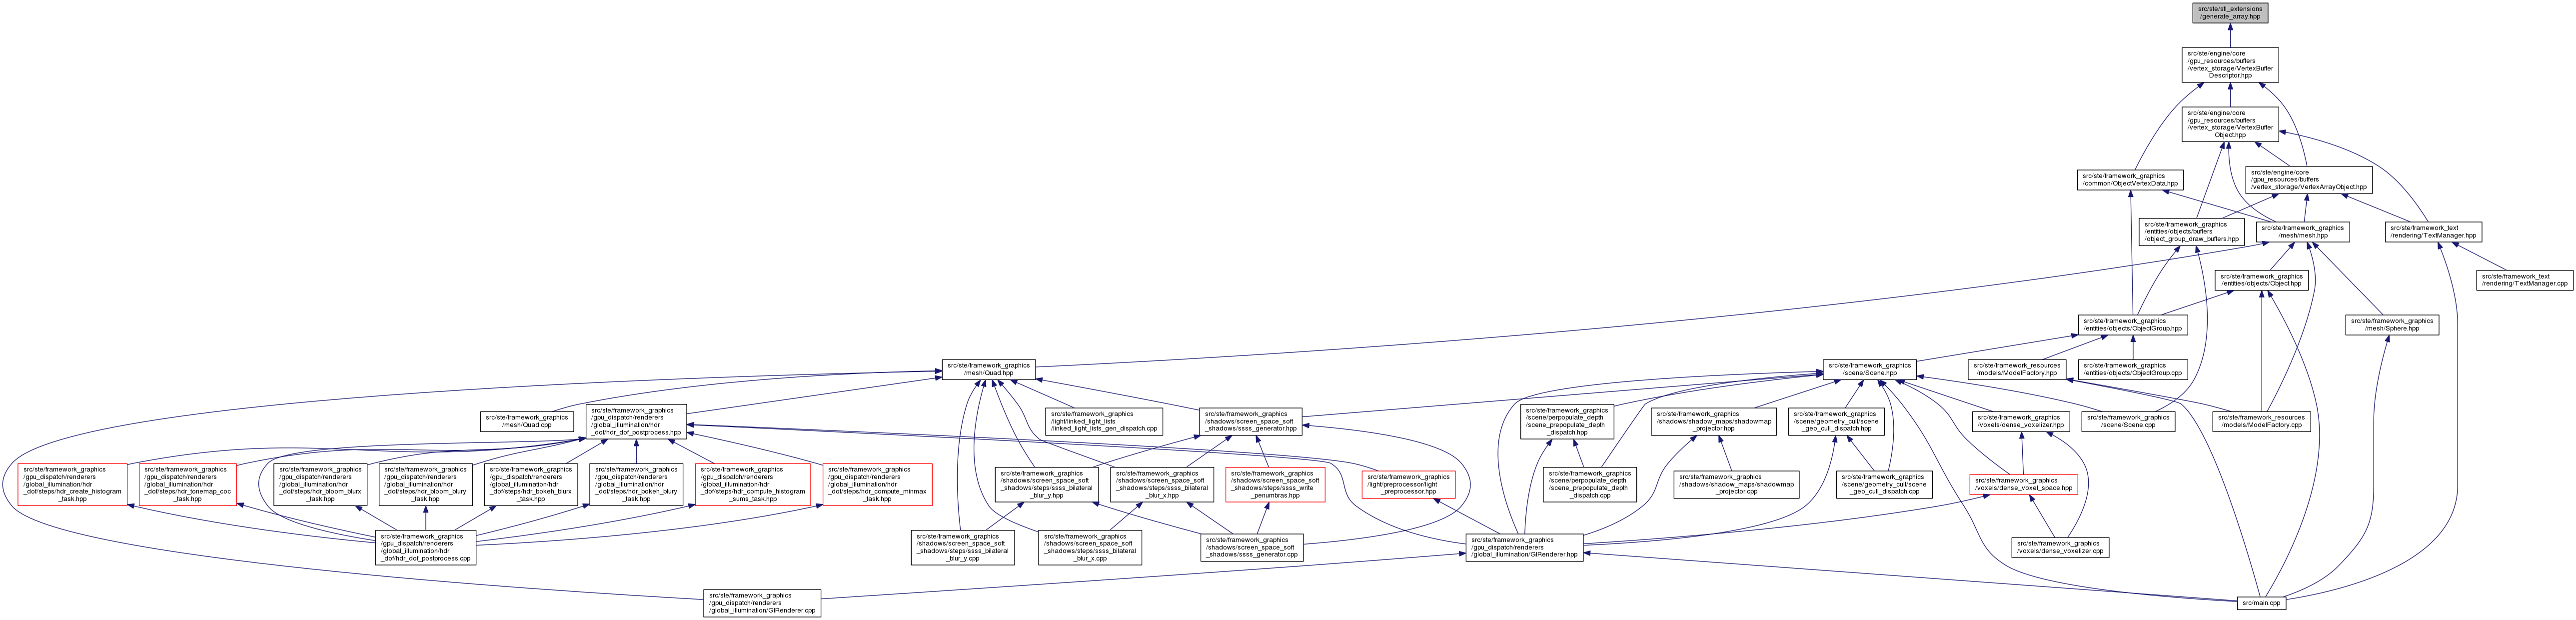 src/ste/stl_extensions
/generate_array.hpp
src/ste/engine/core
/gpu_resources/buffers
/vertex_storage/VertexBuffer
Descriptor.hpp
src/ste/engine/core
/gpu_resources/buffers
/vertex_storage/VertexBuffer
Object.hpp
src/ste/framework_graphics
/common/ObjectVertexData.hpp
src/ste/engine/core
/gpu_resources/buffers
/vertex_storage/VertexArrayObject.hpp
src/ste/framework_graphics
/entities/objects/buffers
/object_group_draw_buffers.hpp
src/ste/framework_graphics
/mesh/mesh.hpp
src/ste/framework_text
/rendering/TextManager.hpp
src/ste/framework_graphics
/entities/objects/Object.hpp
src/ste/framework_text
/rendering/TextManager.cpp
src/ste/framework_graphics
/entities/objects/ObjectGroup.hpp
src/ste/framework_graphics
/mesh/Sphere.hpp
src/ste/framework_graphics
/mesh/Quad.hpp
src/ste/framework_graphics
/scene/Scene.hpp
src/ste/framework_resources
/models/ModelFactory.hpp
src/ste/framework_graphics
/entities/objects/ObjectGroup.cpp
src/ste/framework_graphics
/mesh/Quad.cpp
src/ste/framework_graphics
/gpu_dispatch/renderers
/global_illumination/hdr
_dof/hdr_dof_postprocess.hpp
src/ste/framework_graphics
/light/linked_light_lists
/linked_light_lists_gen_dispatch.cpp
src/ste/framework_graphics
/shadows/screen_space_soft
_shadows/ssss_generator.hpp
src/ste/framework_graphics
/scene/perpopulate_depth
/scene_prepopulate_depth
_dispatch.hpp
src/ste/framework_graphics
/shadows/shadow_maps/shadowmap
_projector.hpp
src/ste/framework_graphics
/scene/geometry_cull/scene
_geo_cull_dispatch.hpp
src/ste/framework_graphics
/voxels/dense_voxelizer.hpp
src/ste/framework_graphics
/scene/Scene.cpp
src/ste/framework_resources
/models/ModelFactory.cpp
src/ste/framework_graphics
/gpu_dispatch/renderers
/global_illumination/hdr
_dof/steps/hdr_create_histogram
_task.hpp
src/ste/framework_graphics
/gpu_dispatch/renderers
/global_illumination/hdr
_dof/steps/hdr_foremap_coc
_task.hpp
src/ste/framework_graphics
/gpu_dispatch/renderers
/global_illumination/hdr
_dof/steps/hdr_bloom_blurx
_task.hpp
src/ste/framework_graphics
/gpu_dispatch/renderers
/global_illumination/hdr
_dof/steps/hdr_bloom_blury
_task.hpp
src/ste/framework_graphics
/gpu_dispatch/renderers
/global_illumination/hdr
_dof/steps/hdr_bokeh_blurx
_task.hpp
src/ste/framework_graphics
/gpu_dispatch/renderers
/global_illumination/hdr
_dof/steps/hdr_bokeh_blury
_task.hpp
src/ste/framework_graphics
/gpu_dispatch/renderers
/global_illumination/hdr
_dof/steps/hdr_compute_histogram
_sums_task.hpp
src/ste/framework_graphics
/gpu_dispatch/renderers
/global_illumination/hdr
_dof/steps/hdr_compute_minmax
_task.hpp
src/ste/framework_graphics
/shadows/screen_space_soft
_shadows/steps/ssss_bilateral
_blur_y.hpp
src/ste/framework_graphics
/shadows/screen_space_soft
_shadows/steps/ssss_bilateral
_blur_x.hpp
src/ste/framework_graphics
/shadows/screen_space_soft
_shadows/steps/ssss_write
_penumbras.hpp
src/ste/framework_graphics
/light/preprocessor/light
_preprocessor.hpp
src/ste/framework_graphics
/scene/perpopulate_depth
/scene_prepopulate_depth
_dispatch.cpp
src/ste/framework_graphics
/shadows/shadow_maps/shadowmap
_projector.cpp
src/ste/framework_graphics
/scene/geometry_cull/scene
_geo_cull_dispatch.cpp
src/ste/framework_graphics
/voxels/dense_voxel_space.hpp
src/ste/framework_graphics
/gpu_dispatch/renderers
/global_illumination/hdr
_dof/hdr_dof_postprocess.cpp
src/ste/framework_graphics
/shadows/screen_space_soft
_shadows/steps/ssss_bilateral
_blur_y.cpp
src/ste/framework_graphics
/shadows/screen_space_soft
_shadows/steps/ssss_bilateral
_blur_x.cpp
src/ste/framework_graphics
/shadows/screen_space_soft
_shadows/ssss_generator.cpp
src/ste/framework_graphics
/gpu_dispatch/renderers
/global_illumination/GIRenderer.hpp
src/ste/framework_graphics
/voxels/dense_voxelizer.cpp
src/ste/framework_graphics
/gpu_dispatch/renderers
/global_illumination/GIRenderer.cpp
src/main.cpp